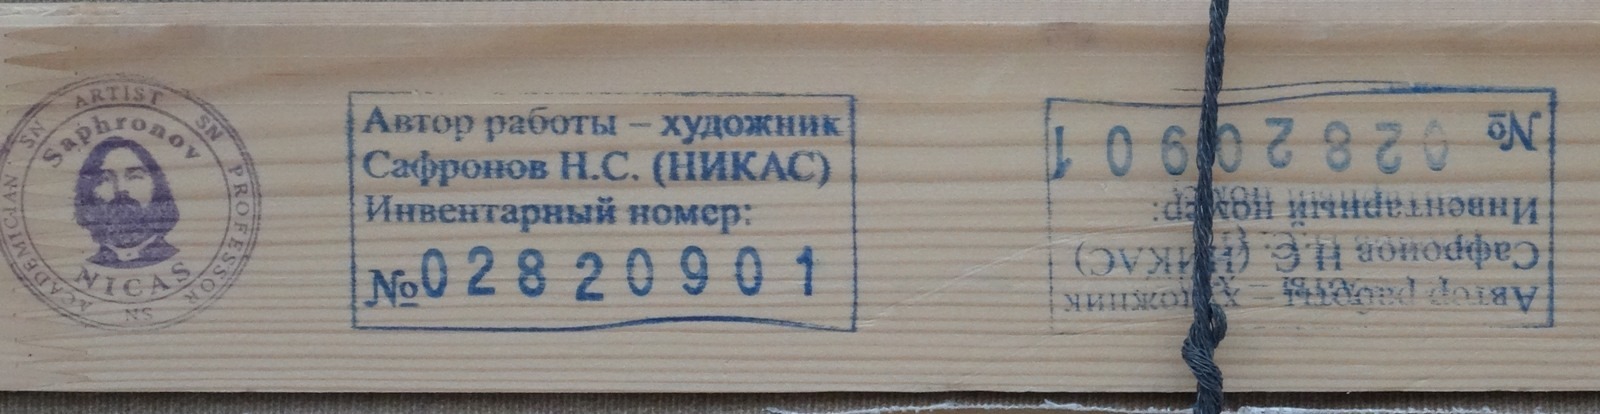 ARTIST
SN PROFESSOR
SN
ACADEMICIAN SN
Saphronov
NICAS
Автор работы – художник
Сафронов Н.С. (НИКАС)
Инвентарный номер:
№02820901
Автор работы – художник
Сафронов Н.С. (НИКАС)
Инвентарный номер:
№ 02820901